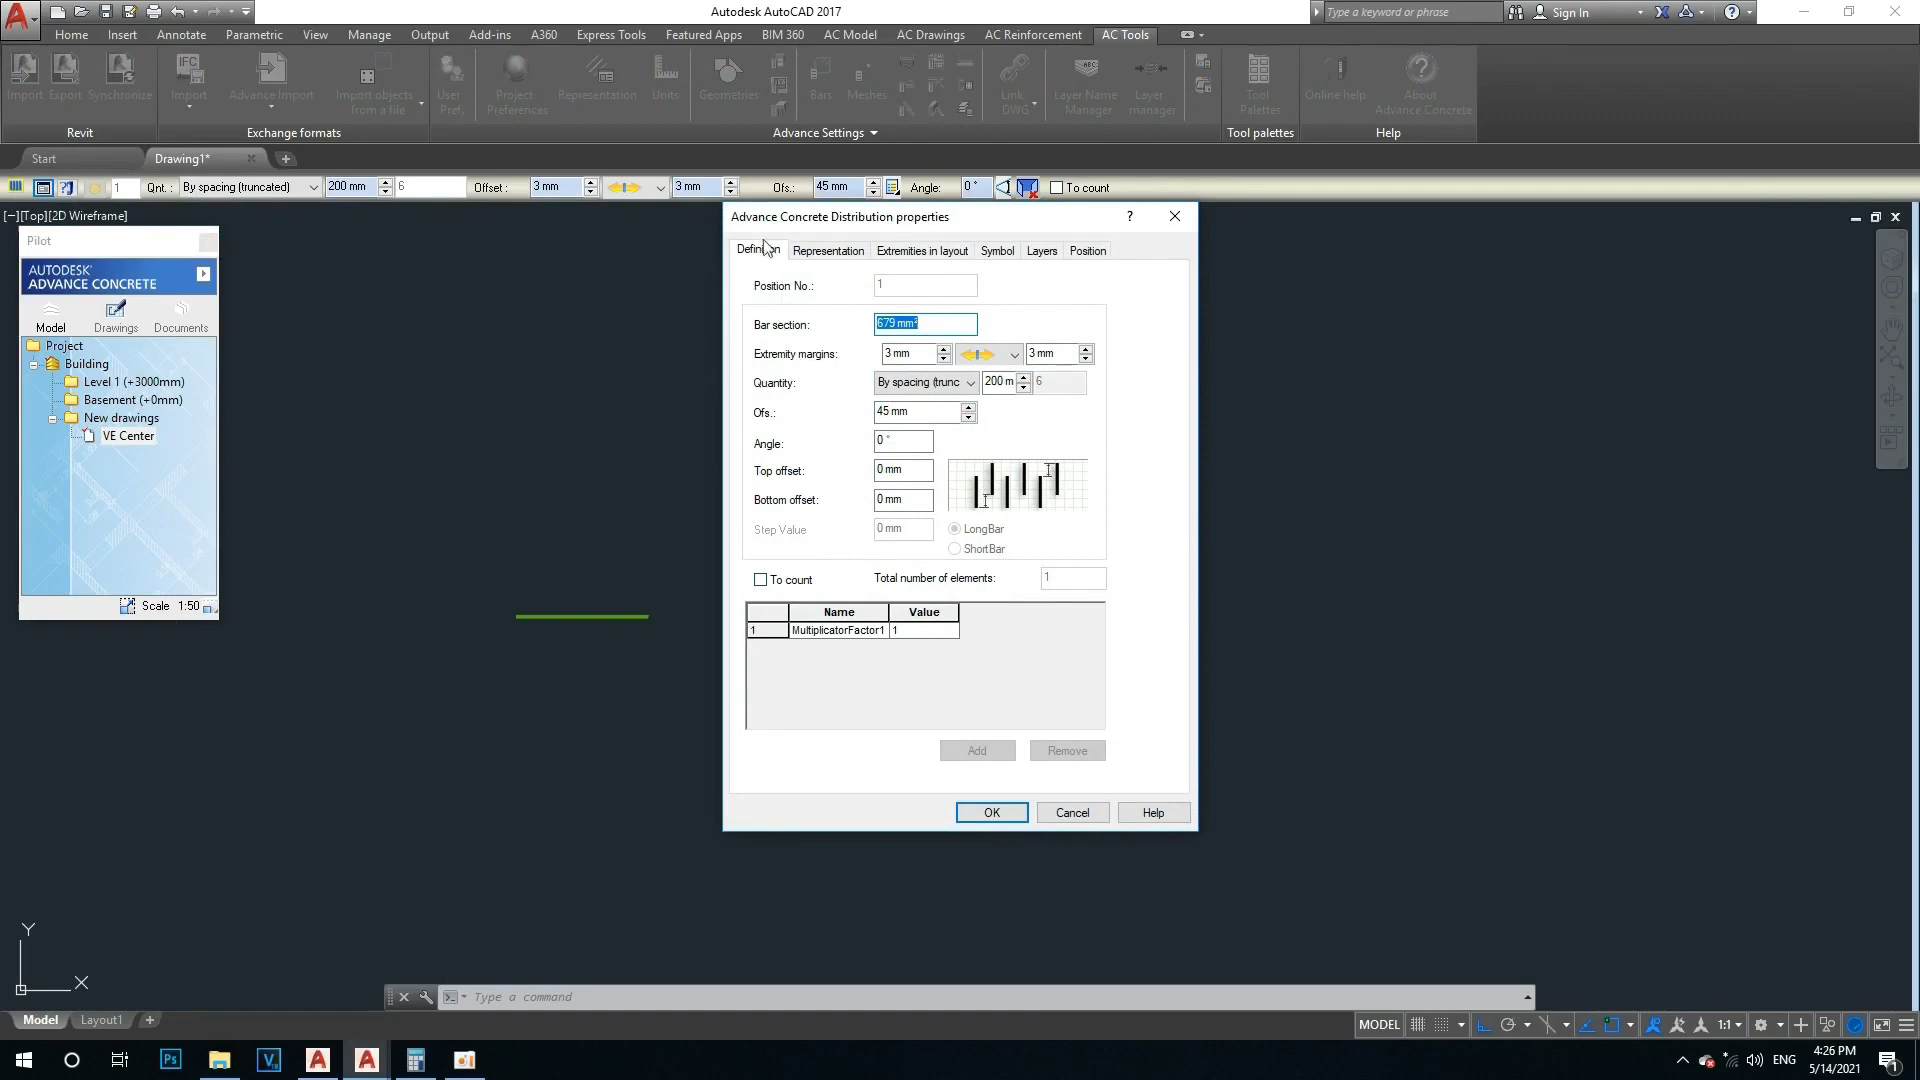 Autodesk AutoCAD 2017
Type a keyword or phrase
Sign In
Home Insert Annotate Parametric View Manage Output Add-ins A360 Express Tools Featured Apps BIM 360 AC Model AC Drawings AC Reinforcement AC Tools
Import Export Synchronize Import Advance Import Import objects from a file User Pref. Project Preferences Representation Units Geometries Bars Meshes Link DWG Layer Name Manager Layer manager Tool Palettes Online help About Advance Concrete
Revit Exchange formats Advance Settings Tool palettes Help
Start Drawing1*
1 Qnt. : By spacing (truncated) 200 mm 6 Offset : 3 mm 3 mm Ofs.: 45 mm Angle: 0 ° To count
[−][Top][2D Wireframe]
Pilot
AUTODESK®
ADVANCE CONCRETE
Model Drawings Documents
Project
Building
Level 1 (+3000mm)
Basement (+0mm)
New drawings
VE Center
Scale 1:50
Advance Concrete Distribution properties ?
Definition Representation Extremities in layout Symbol Layers Position
Position No.: 1
Bar section: 679 mm²
Extremity margins: 3 mm 3 mm
Quantity: By spacing (trunc 200 m 6
Ofs.: 45 mm
Angle: 0 °
Top offset: 0 mm
Bottom offset: 0 mm
Step Value 0 mm LongBar
ShortBar
To count Total number of elements: 1
Name Value
1 MultiplicatorFactor1 1
Add Remove
OK Cancel Help
Y
X
Type a command
Model Layout1
MODEL 1:1
Ps V ENG 4:26 PM
5/14/2021 1